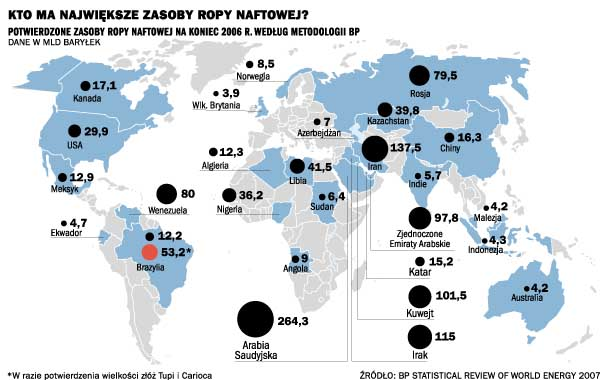 KTO MA NAJWIĘKSZE ZASOBY ROPY NAFTOWEJ?
POTWIERDZONE ZASOBY ROPY NAFTOWEJ NA KONIEC 2006 R. WEDŁUG METODOLOGII BP
DANE W MLD BARYŁEK
8,5
Norwegia
17,1
Kanada
3,9
Wlk. Brytania
79,5
Rosja
7
Azerbejdżan
39,8
Kazachstan
29,9
USA
16,3
Chiny
137,5
Iran
12,3
Algieria
41,5
Libia
12,9
Meksyk
5,7
Indie
80
Wenezuela
36,2
Nigeria
6,4
Sudan
4,2
Malezja
97,8
Zjednoczone
Emiraty Arabskie
4,7
Ekwador
12,2
53,2*
Brazylia
4,3
Indonezja
9
Angola
15,2
Katar
4,2
Australia
101,5
Kuwejt
264,3
Arabia
Saudyjska
115
Irak
*W razie potwierdzenia wielkości złóż Tupi i Carioca
ŹRÓDŁO: BP STATISTICAL REVIEW OF WORLD ENERGY 2007